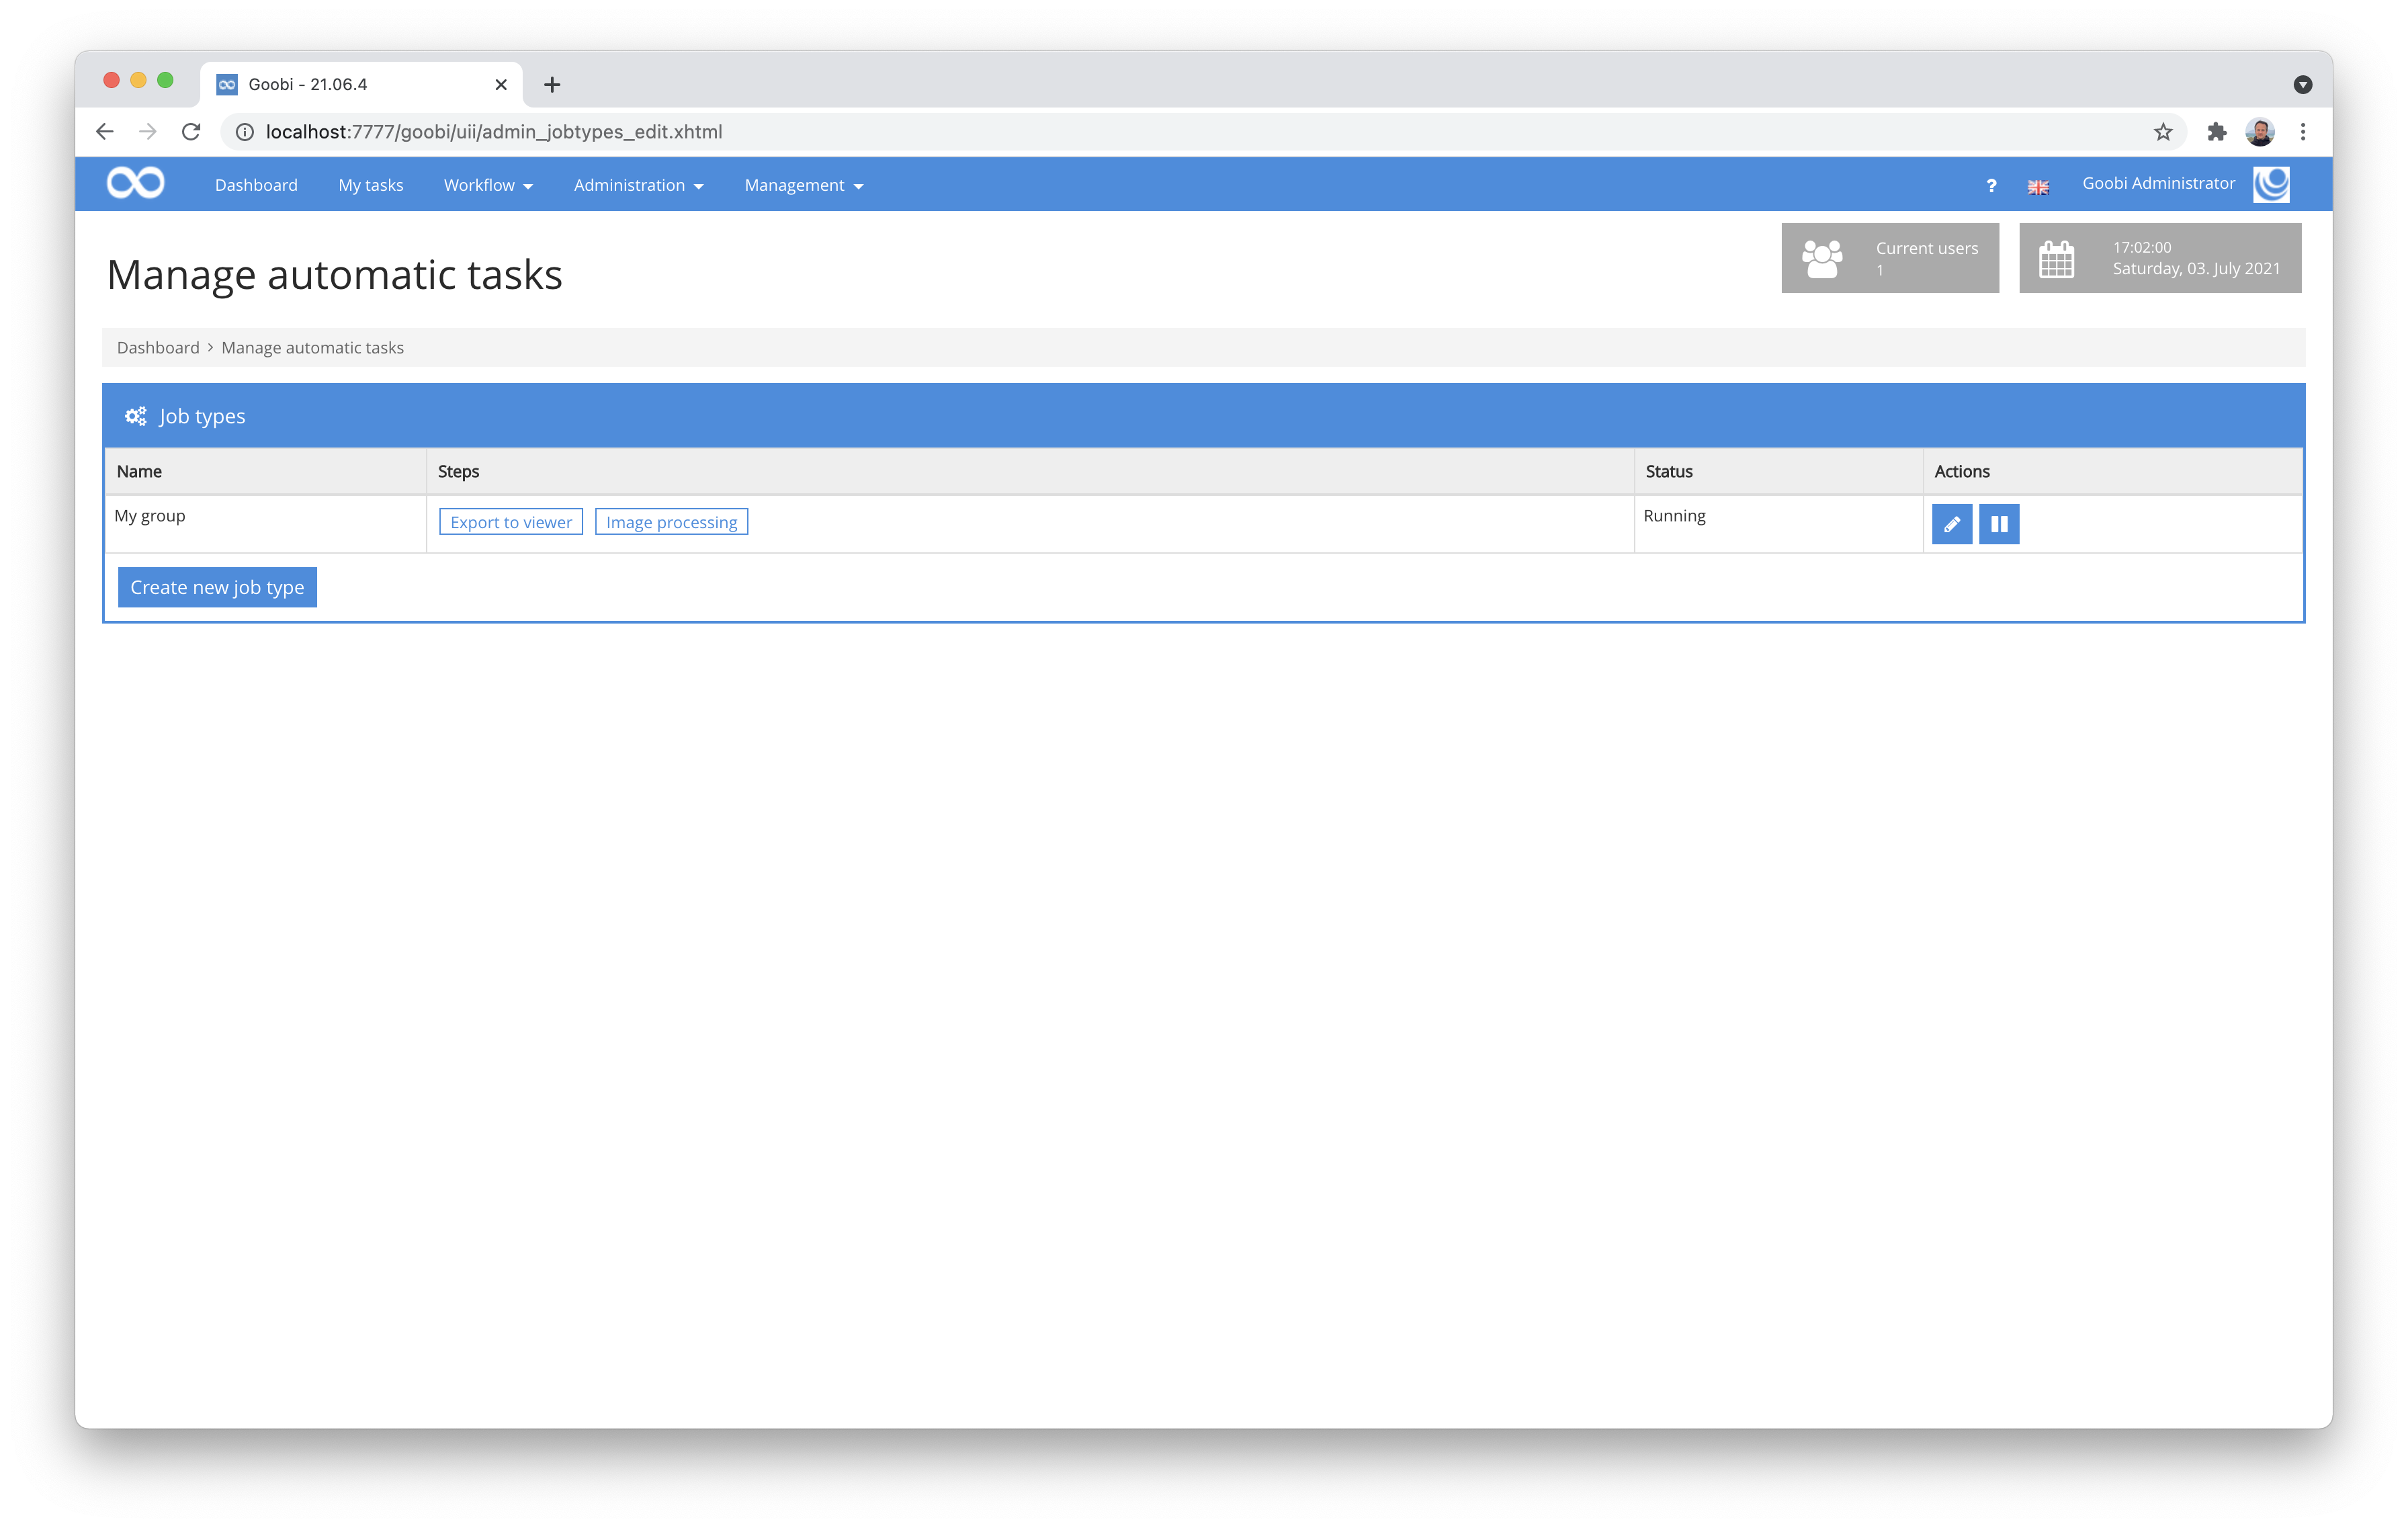 Goobi - 21.06.4
localhost:7777/goobi/uii/admin_jobtypes_edit.xhtml
Dashboard My tasks Workflow Administration Management ? Goobi Administrator
Manage automatic tasks
Current users
1
17:02:00
Saturday, 03. July 2021
Dashboard > Manage automatic tasks
Job types
Name Steps Status Actions
My group Export to viewer Image processing Running
Create new job type